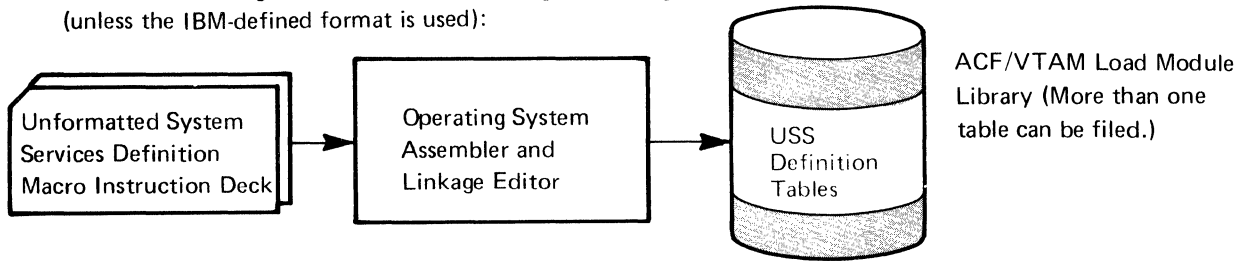 (unless the IBM-defined format is used):
Unformatted System
Services Definition
Macro Instruction Deck
Operating System
Assembler and
Linkage Editor
USS
Definition
Tables
ACF/VTAM Load Module
Library (More than one
table can be filed.)